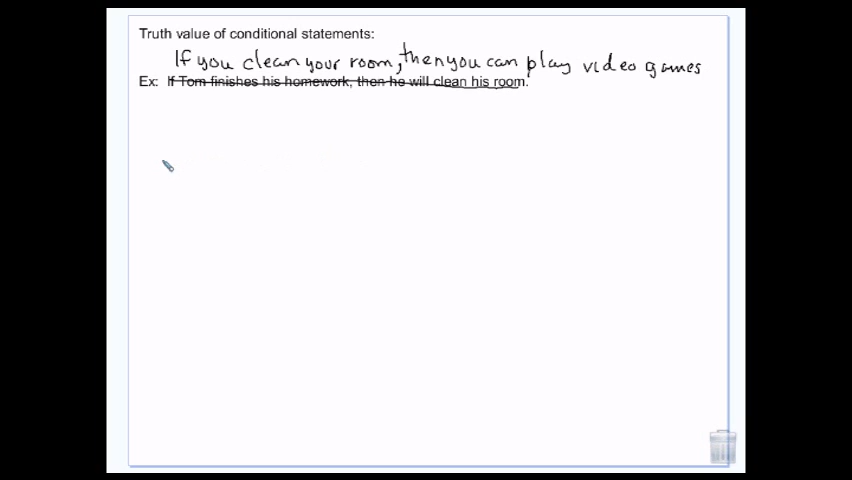 Truth value of conditional statements:
If you clean your room, then you can play video games
Ex: If Tom finishes his homework, then he will clean his room.